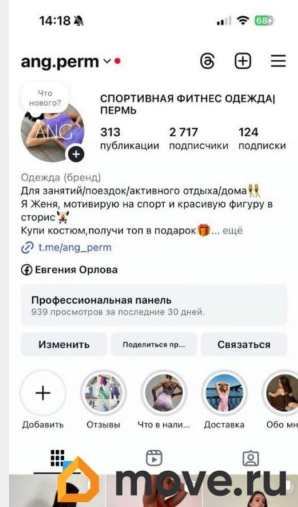 14:18
68
ang.perm
Что
нового?
ANG
СПОРТИВНАЯ ФИТНЕС ОДЕЖДА|
ПЕРМЬ
313 2 717 124
публикации подписчики подписки
Одежда (бренд)
Для занятий/поездок/активного отдыха/дома
Я Женя, мотивирую на спорт и красивую фигуру в
сторис
Купи костюм,получи топ в подарок ... ещё
t.me/ang_perm
Евгения Орлова
Профессиональная панель
939 просмотров за последние 30 дней.
Изменить Поделиться пр... Связаться
Добавить Отзывы Что в нали... Доставка Обо мн
move.ru